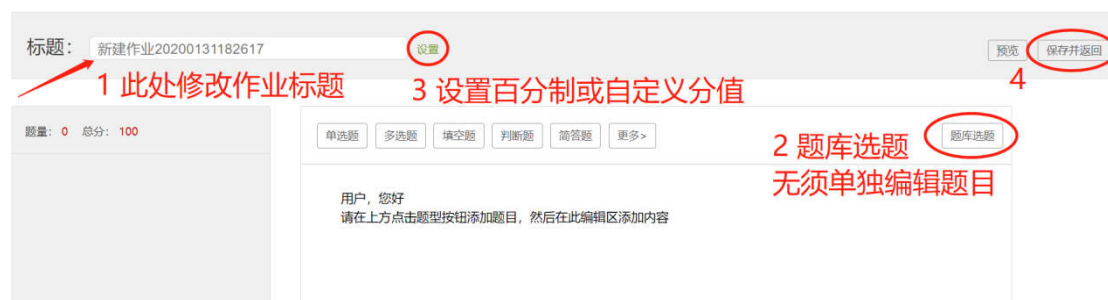 标题： 新建作业20200131182617 设置 预览 保存并返回
1 此处修改作业标题 3 设置百分制或自定义分值 4
题量：0 总分：100 单选题 多选题 填空题 判断题 简答题 更多> 题库选题
2 题库选题
无须单独编辑题目
用户，您好
请在上方点击题型按钮添加题目，然后在此编辑区添加内容